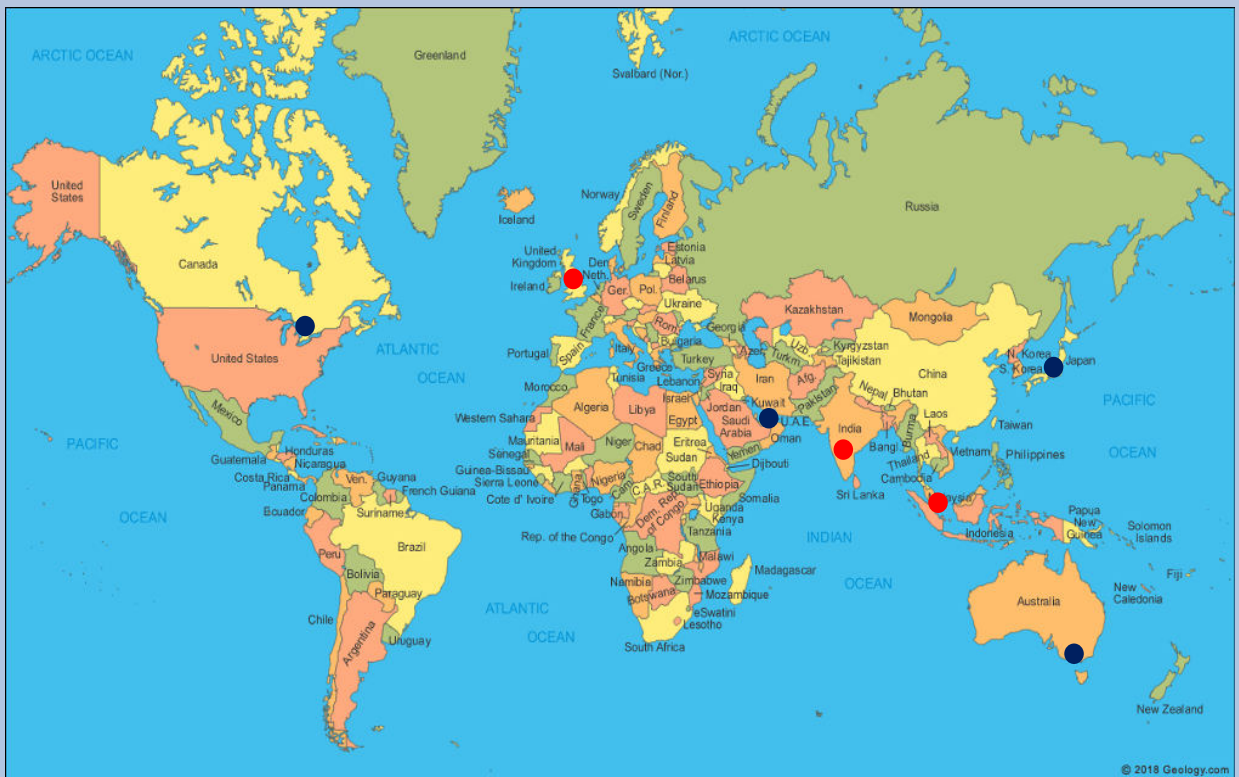 ARCTIC OCEAN
Greenland
Svalbard (Nor.)
ARCTIC OCEAN
United
States
Canada
Iceland
Norway
Sweden
Finland
Russia
United
Kingdom
Ireland
Den.
Neth.
Estonia
Latvia
Belarus
Ger.
Pol.
Ukraine
France
Rom.
Bulgaria
Georgia
Kazakhstan
Mongolia
United States
ATLANTIC
OCEAN
Portugal
Spain
Italy
Greece
Turkey
Azer.
Uzb.
Turkm.
Kyrgyzstan
Tajikistan
China
N. Korea
S. Korea
Japan
Morocco
Tunisia
Lebanon
Syria
Iraq
Iran
Afg.
Pakistan
Nepal
Bhutan
Israel
Jordan
Kuwait
U.A.E.
Saudi
Arabia
Oman
Yemen
India
Bangl
Burma
Laos
Taiwan
PACIFIC
OCEAN
Mexico
Western Sahara
Algeria
Libya
Egypt
Mauritania
Mali
Niger
Chad
Eritrea
Sudan
Djibouti
Senegal
Guinea-Bissau
Sierra Leone
Cote d' Ivoire
Ghana
Togo
Nigeria
Cam.
C.A.R.
South
Sudan
Ethiopia
Somalia
Sri Lanka
Thailand
Cambodia
Vietnam
Philippines
PACIFIC
OCEAN
Guatemala
Honduras
Nicaragua
Costa Rica
Panama
Ven.
Guyana
French Guiana
Suriname
Colombia
Ecuador
Peru
Brazil
Bolivia
Paraguay
Chile
Argentina
Uruguay
Gabon
Rep. of the Congo
Dem. Rep.
of Congo
Uganda
Kenya
Tanzania
Angola
Zambia
Malawi
Namibia
Botswana
Zimbabwe
Mozambique
Madagascar
eSwatini
Lesotho
South Africa
ATLANTIC
OCEAN
INDIAN
OCEAN
Indonesia
Papua
New
Guinea
Solomon
Islands
Fiji
New
Caledonia
Australia
New Zealand
© 2018 Geology.com